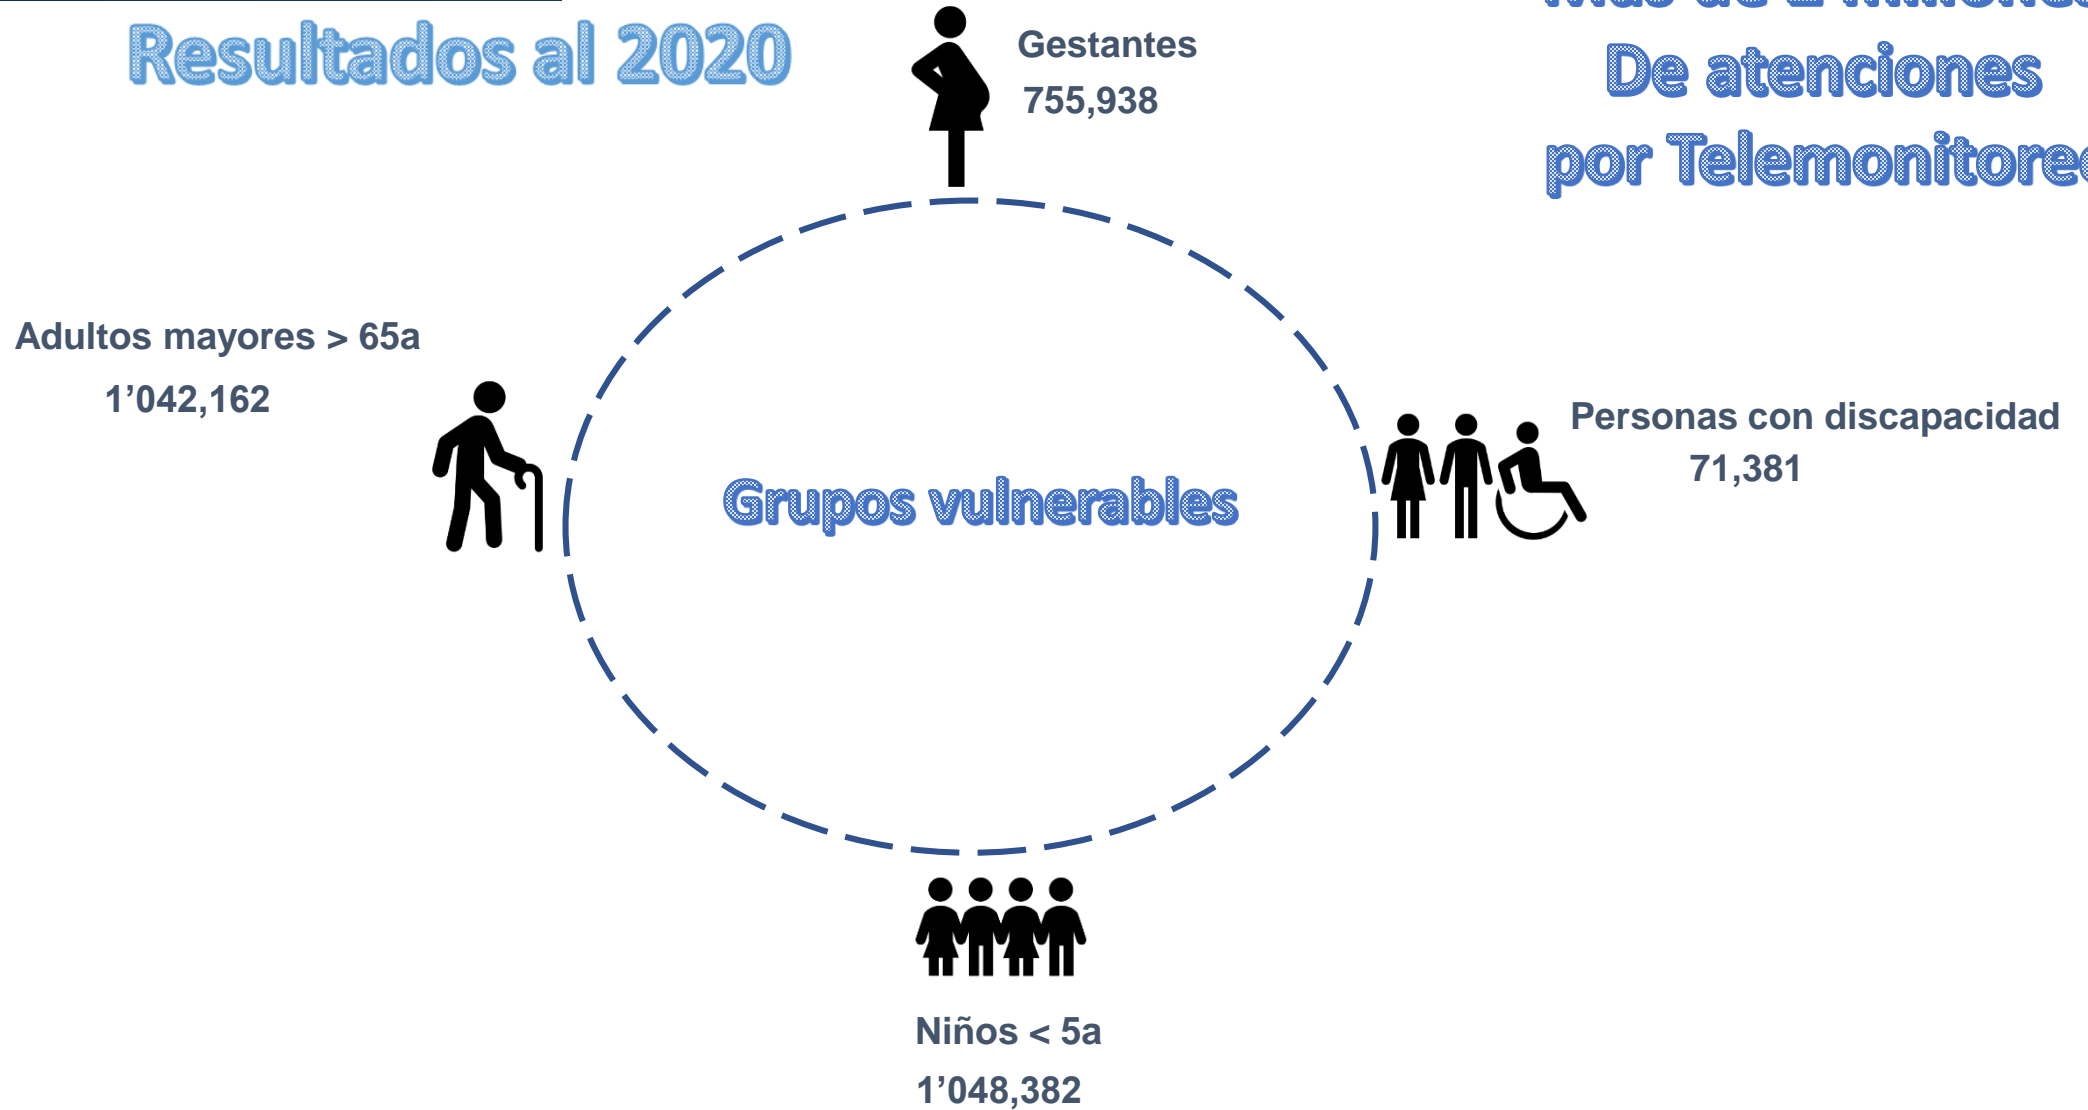 Resultados al 2020
De atenciones
por Telemonitoreo
Gestantes
755,938
Adultos mayores > 65a
1’042,162
Personas con discapacidad
71,381
Grupos vulnerables
Niños < 5a
1’048,382